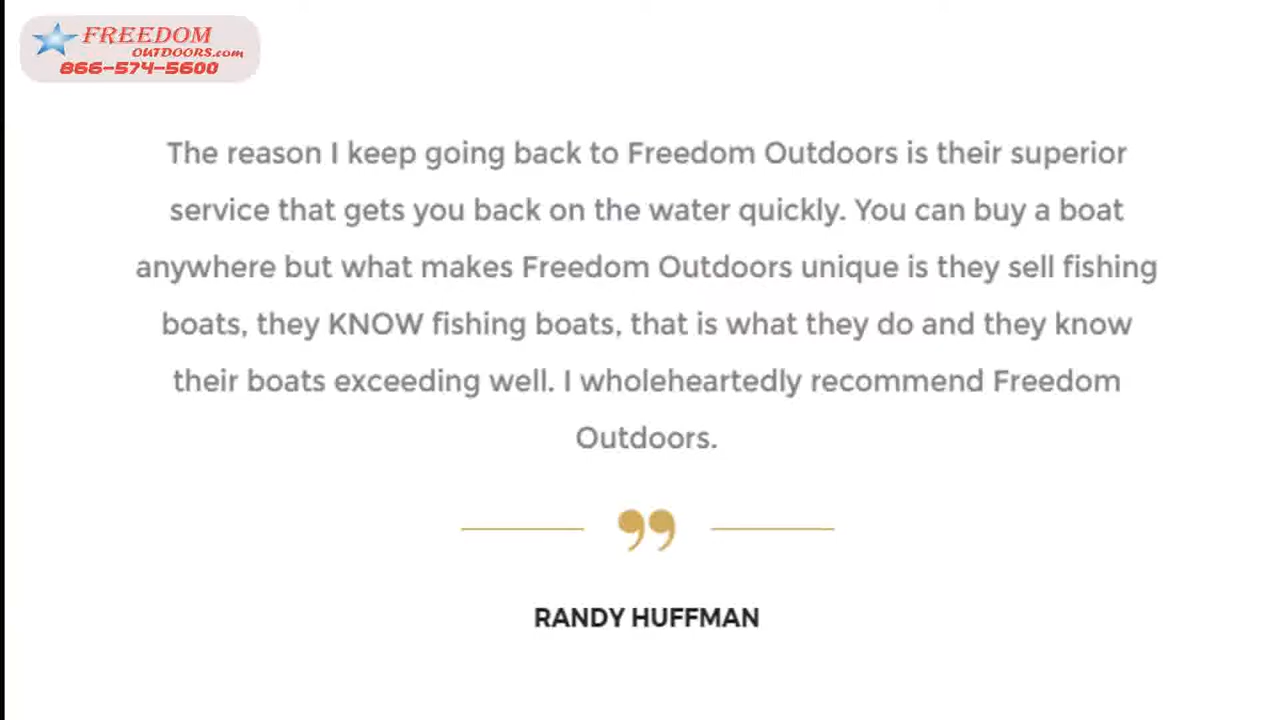 FREEDOM
OUTDOORS.com
866-574-5600
The reason I keep going back to Freedom Outdoors is their superior
service that gets you back on the water quickly. You can buy a boat
anywhere but what makes Freedom Outdoors unique is they sell fishing
boats, they KNOW fishing boats, that is what they do and they know
their boats exceeding well. I wholeheartedly recommend Freedom
Outdoors.
”
RANDY HUFFMAN